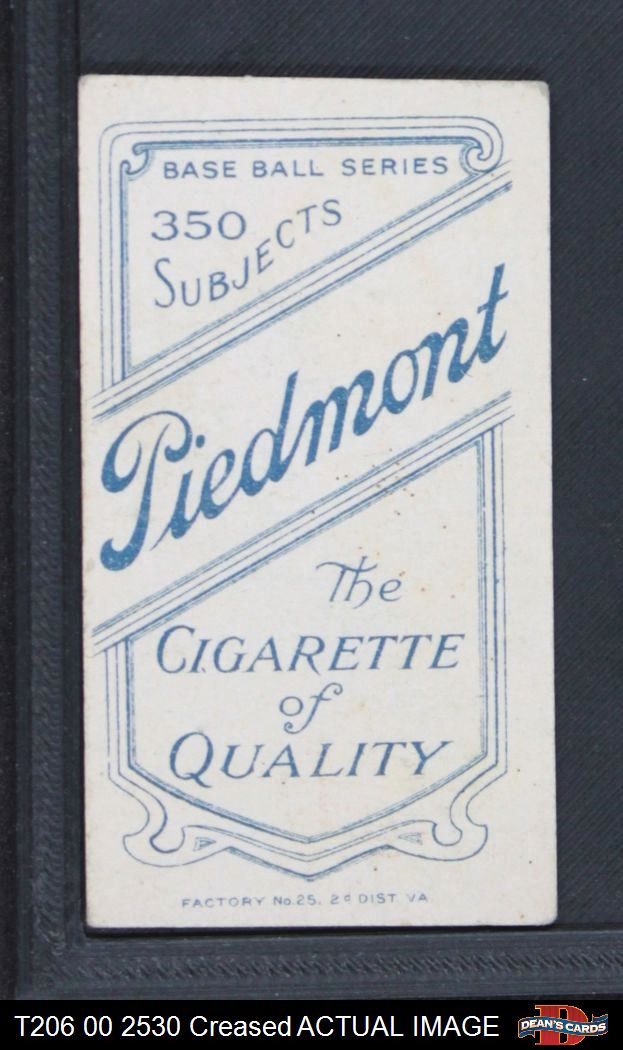 BASE BALL SERIES
350
SUBJECTS
Piedmont
The
CIGARETTE
of
QUALITY
FACTORY No. 25. 2d DIST. VA.
T206 00 2530 Creased ACTUAL IMAGE
DEAN'S CARDS